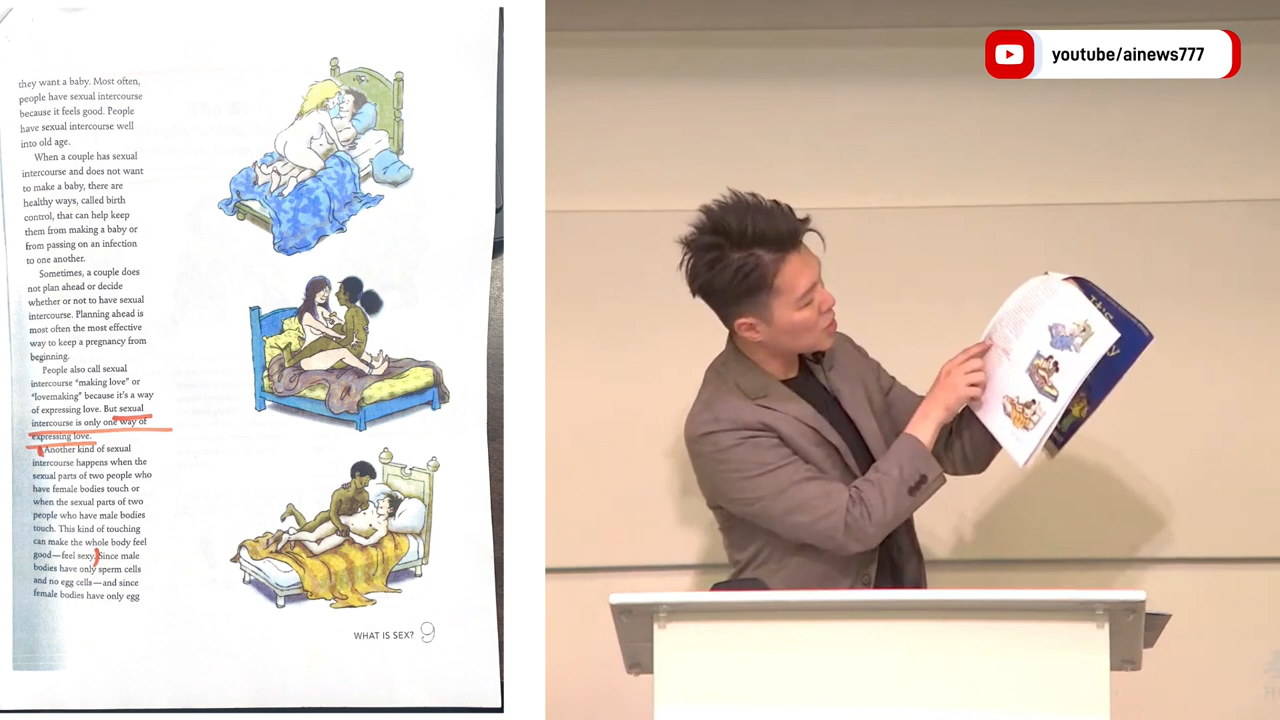 they want a baby. Most often,
people have sexual intercourse
because it feels good. People
have sexual intercourse well
into old age.
When a couple has sexual
intercourse and does not want
to make a baby, there are
healthy ways, called birth
control, that can help keep
them from making a baby or
from passing on an infection
to one another.
Sometimes, a couple does
not plan ahead or decide
whether or not to have sexual
intercourse. Planning ahead is
most often the most effective
way to keep a pregnancy from
beginning.
People also call sexual
intercourse “making love” or
“lovemaking” because it’s a way
of expressing love. But sexual
intercourse is only one way of
expressing love.
Another kind of sexual
intercourse happens when the
sexual parts of two people who
have female bodies touch or
when the sexual parts of two
people who have male bodies
touch. This kind of touching
can make the whole body feel
good—feel sexy. Since male
bodies have only sperm cells
and no egg cells—and since
female bodies have only egg
WHAT IS SEX? 9
youtube/ainews777